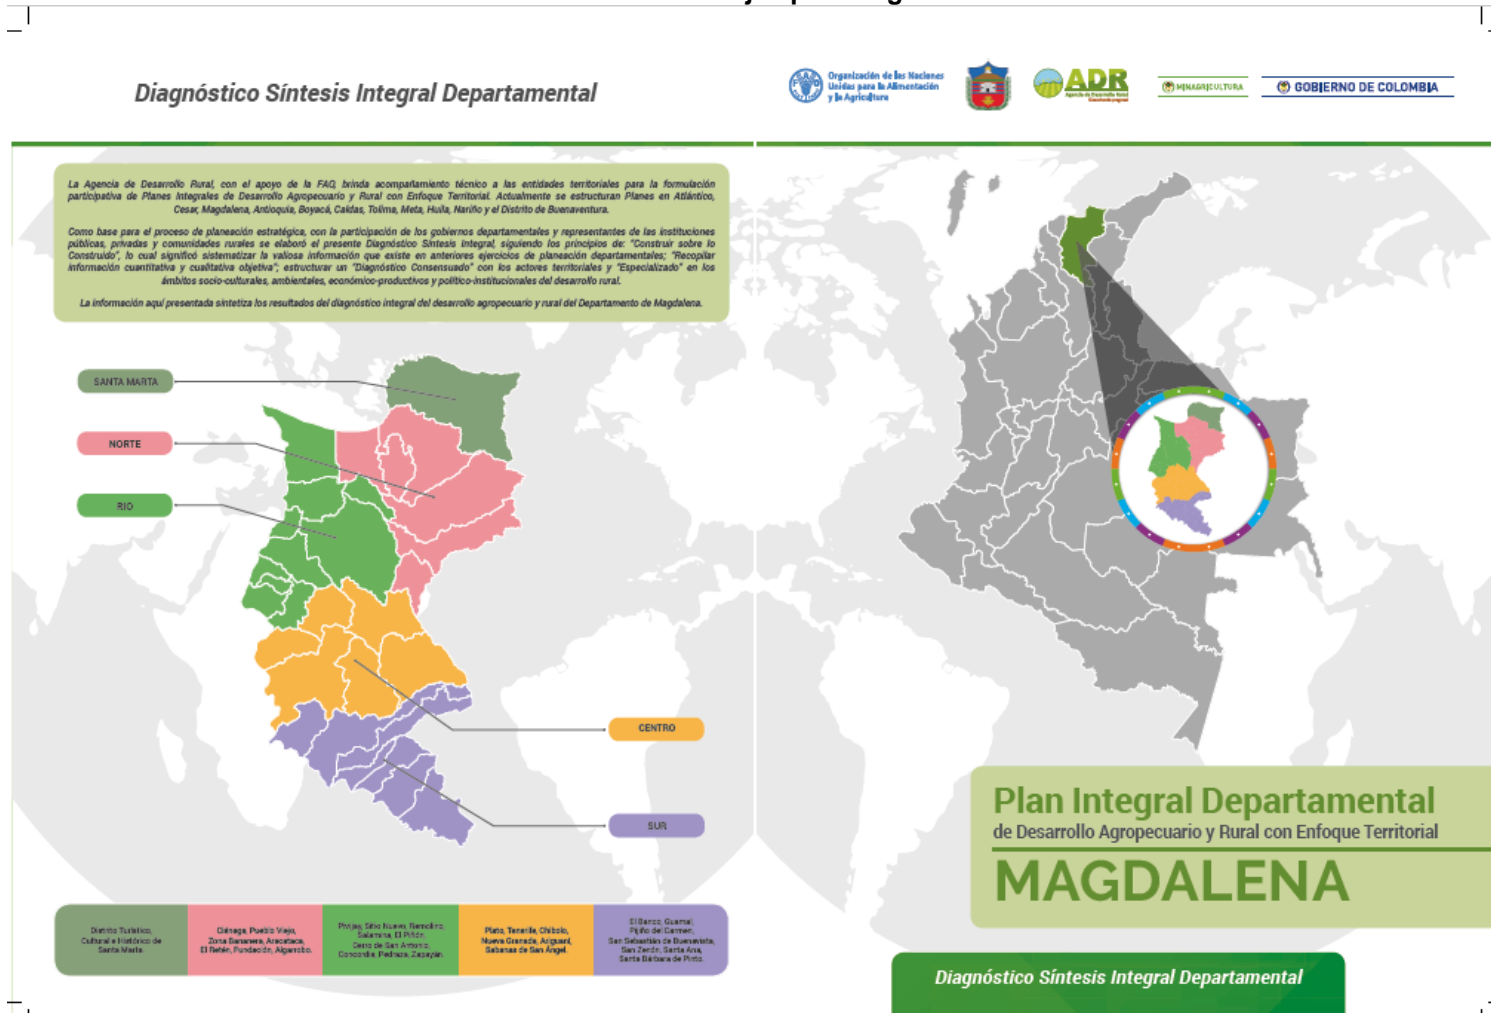 Diagnóstico Síntesis Integral Departamental
Organización de las Naciones
Unidas para la Alimentación
y la Agricultura
ADR
Agencia de Desarrollo Rural
MINAGRICULTURA
GOBIERNO DE COLOMBIA
La Agencia de Desarrollo Rural, con el apoyo de la FAO, brinda acompañamiento técnico a las entidades territoriales para la formulación
participativa de Planes Integrales de Desarrollo Agropecuario y Rural con Enfoque Territorial. Actualmente se estructuran Planes en Atlántico,
Cesar, Magdalena, Antioquia, Boyacá, Caldas, Tolima, Meta, Huila, Nariño y el Distrito de Buenaventura.
Como base para el proceso de planeación estratégica, con la participación de los gobiernos departamentales y representantes de las instituciones
públicas, privadas y comunidades rurales se elaboró el presente Diagnóstico Síntesis Integral, siguiendo los principios de: "Construir sobre lo
Construido", lo cual significó sistematizar la valiosa información que existe en anteriores ejercicios de planeación departamentales; "Recopilar
información cuantitativa y cualitativa objetiva"; estructurar un "Diagnóstico Consensuado" con los actores territoriales y "Especializado" en los
ámbitos socio-culturales, ambientales, económico-productivos y político-institucionales del desarrollo rural.
La información aquí presentada sintetiza los resultados del diagnóstico integral del desarrollo agropecuario y rural del Departamento de Magdalena.
SANTA MARTA
NORTE
RIO
CENTRO
SUR
Distrito Turístico,
Cultural e Histórico de
Santa Marta.
Ciénaga, Pueblo Viejo,
Zona Bananera, Aracataca,
El Retén, Fundación, Algarrobo.
Pivijay, Sitio Nuevo, Remolino,
Salamina, El Piñón,
Cerro de San Antonio,
Concordia, Pedraza, Zapayán.
Plato, Tenerife, Chibolo,
Nueva Granada, Ariguaní,
Sabanas de San Ángel.
El Banco, Guamal,
Pijiño del Carmen,
San Sebastián de Buenavista,
San Zenón, Santa Ana,
Santa Bárbara de Pinto.
Plan Integral Departamental
de Desarrollo Agropecuario y Rural con Enfoque Territorial
MAGDALENA
Diagnóstico Síntesis Integral Departamental